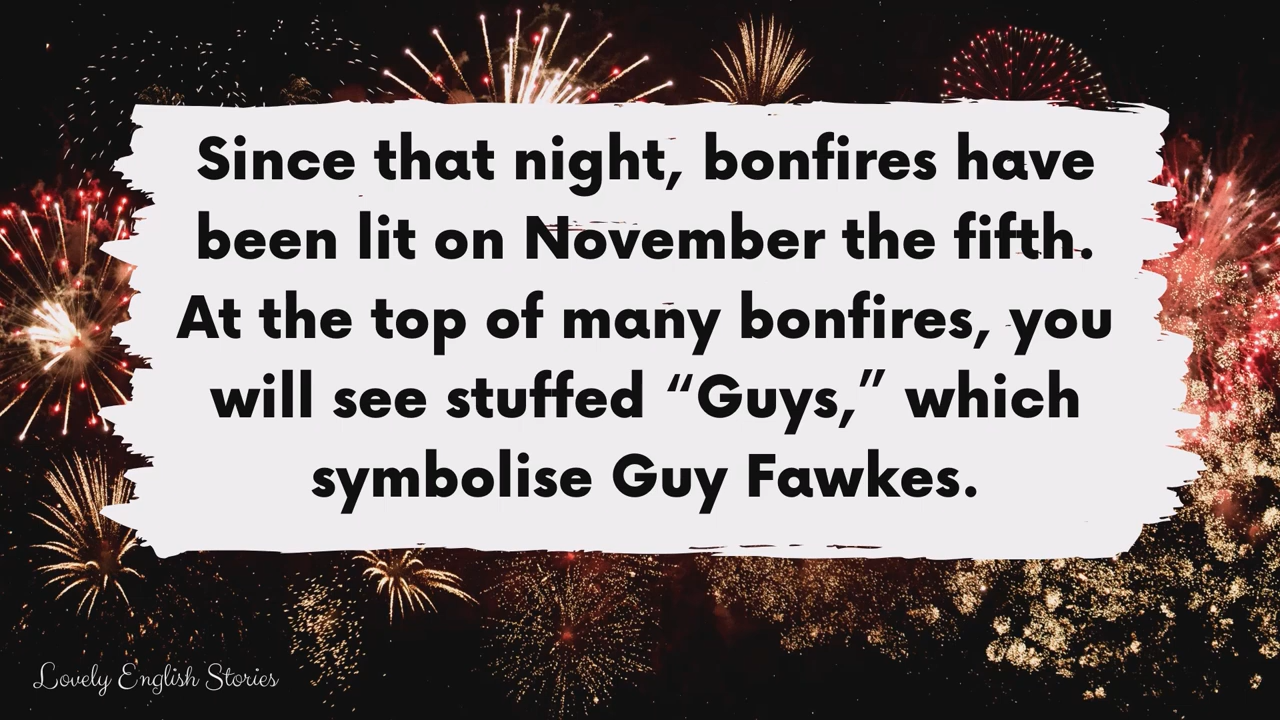 Since that night, bonfires have
been lit on November the fifth.
At the top of many bonfires, you
will see stuffed “Guys,” which
symbolise Guy Fawkes.
Lovely English Stories